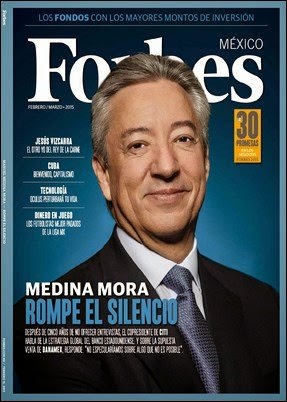 LOS FONDOS CON LOS MAYORES MONTOS DE INVERSIÓN
Forbes
MÉXICO
FEBRERO / MARZO • 2015
JESÚS VIZCARRA
EL OTRO YO DEL REY DE LA CARNE
CUBA
BIENVENIDO, CAPITALISMO
TECNOLOGÍA
OCULUS PERTURBARÁ TU VIDA
DINERO EN JUEGO
LOS FUTBOLISTAS MEJOR PAGADOS
DE LA LIGA MX
30
PROMESAS
MEDINA MORA
ROMPE EL SILENCIO
DESPUÉS DE CINCO AÑOS DE NO OFRECER ENTREVISTAS, EL COPRESIDENTE DE CITI
HABLA DE LA ESTRATEGIA GLOBAL DEL BANCO ESTADOUNIDENSE. Y SOBRE LA SUPUESTA
VENTA DE BANAMEX, RESPONDE: "NO ESPECULARÍAMOS SOBRE ALGO QUE NO ES POSIBLE".
Forbes